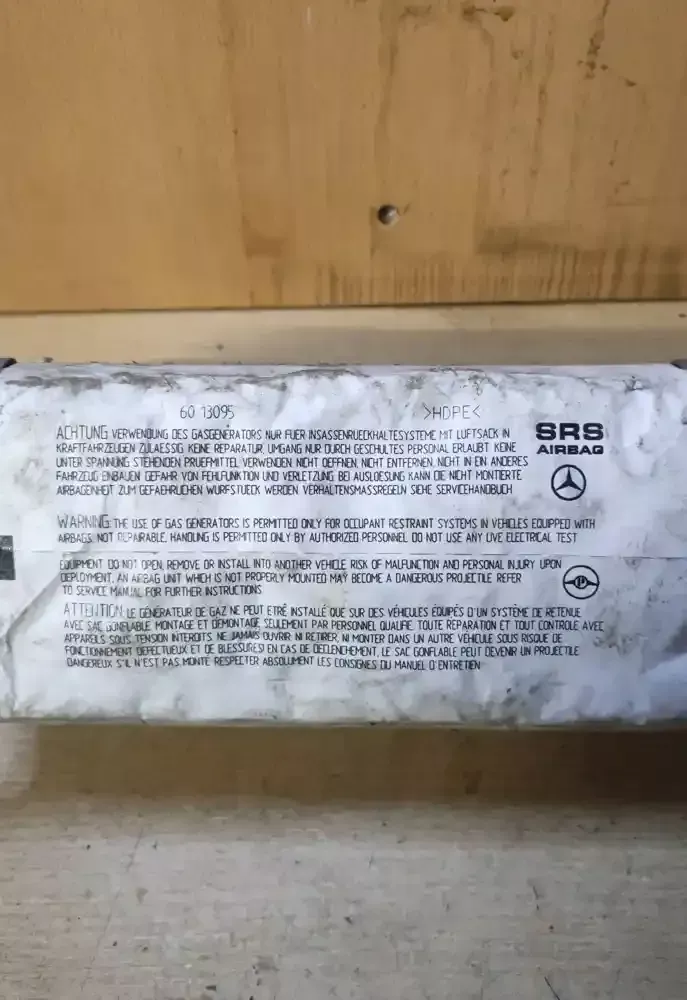 60 13095
>HDPE<
ACHTUNG: VERWENDUNG DES GASGENERATORS NUR FUER INSASSENRUECKHALTESYSTEME MIT LUFTSACK IN
KRAFTFAHRZEUGEN ZULAESSIG. KEINE REPARATUR, UMGANG NUR DURCH GESCHULTES PERSONAL ERLAUBT. KEINE
UNTER SPANNUNG STEHENDEN PRUEFMITTEL VERWENDEN. NICHT OEFFNEN, NICHT ENTFERNEN, NICHT IN EIN ANDERES
FAHRZEUG EINBAUEN. GEFAHR VON FEHLFUNKTION UND VERLETZUNG. BEI AUSLOESUNG KANN DIE NICHT MONTIERTE
AIRBAGEINHEIT ZUM GEFAEHRLICHEN WURFSTUECK WERDEN. VERHALTENSMASSREGELN SIEHE SERVICEHANDBUCH
SRS
AIRBAG
WARNING: THE USE OF GAS GENERATORS IS PERMITTED ONLY FOR OCCUPANT RESTRAINT SYSTEMS IN VEHICLES EQUIPPED WITH
AIRBAGS. NOT REPARABLE. HANDLING IS PERMITTED ONLY BY AUTHORIZED PERSONNEL. DO NOT USE ANY LIVE ELECTRICAL TEST
EQUIPMENT. DO NOT OPEN, REMOVE OR INSTALL INTO ANOTHER VEHICLE. RISK OF MALFUNCTION AND PERSONAL INJURY. UPON
DEPLOYMENT, AN AIRBAG UNIT WHICH IS NOT PROPERLY MOUNTED MAY BECOME A DANGEROUS PROJECTILE. REFER
TO SERVICE MANUAL FOR FURTHER INSTRUCTIONS
ATTENTION: LE GÉNÉRATEUR DE GAZ NE PEUT ÊTRE INSTALLÉ QUE SUR DES VÉHICULES ÉQUIPÉS D'UN SYSTÈME DE RETENUE
AVEC SAC GONFLABLE. MONTAGE ET DÉMONTAGE SEULEMENT PAR PERSONNEL QUALIFIÉ. TOUTE RÉPARATION ET TOUT CONTRÔLE AVEC
APPAREILS SOUS TENSION INTERDITS. NE JAMAIS OUVRIR, NI RETIRER, NI MONTER DANS UN AUTRE VÉHICULE SOUS RISQUE DE
FONCTIONNEMENT DÉFECTUEUX ET DE BLESSURES! EN CAS DE DÉCLENCHEMENT, LE SAC GONFLABLE PEUT DEVENIR UN PROJECTILE
DANGEREUX S'IL N'EST PAS MONTÉ. RESPECTER ABSOLUMENT LES CONSIGNES DU MANUEL D'ENTRETIEN